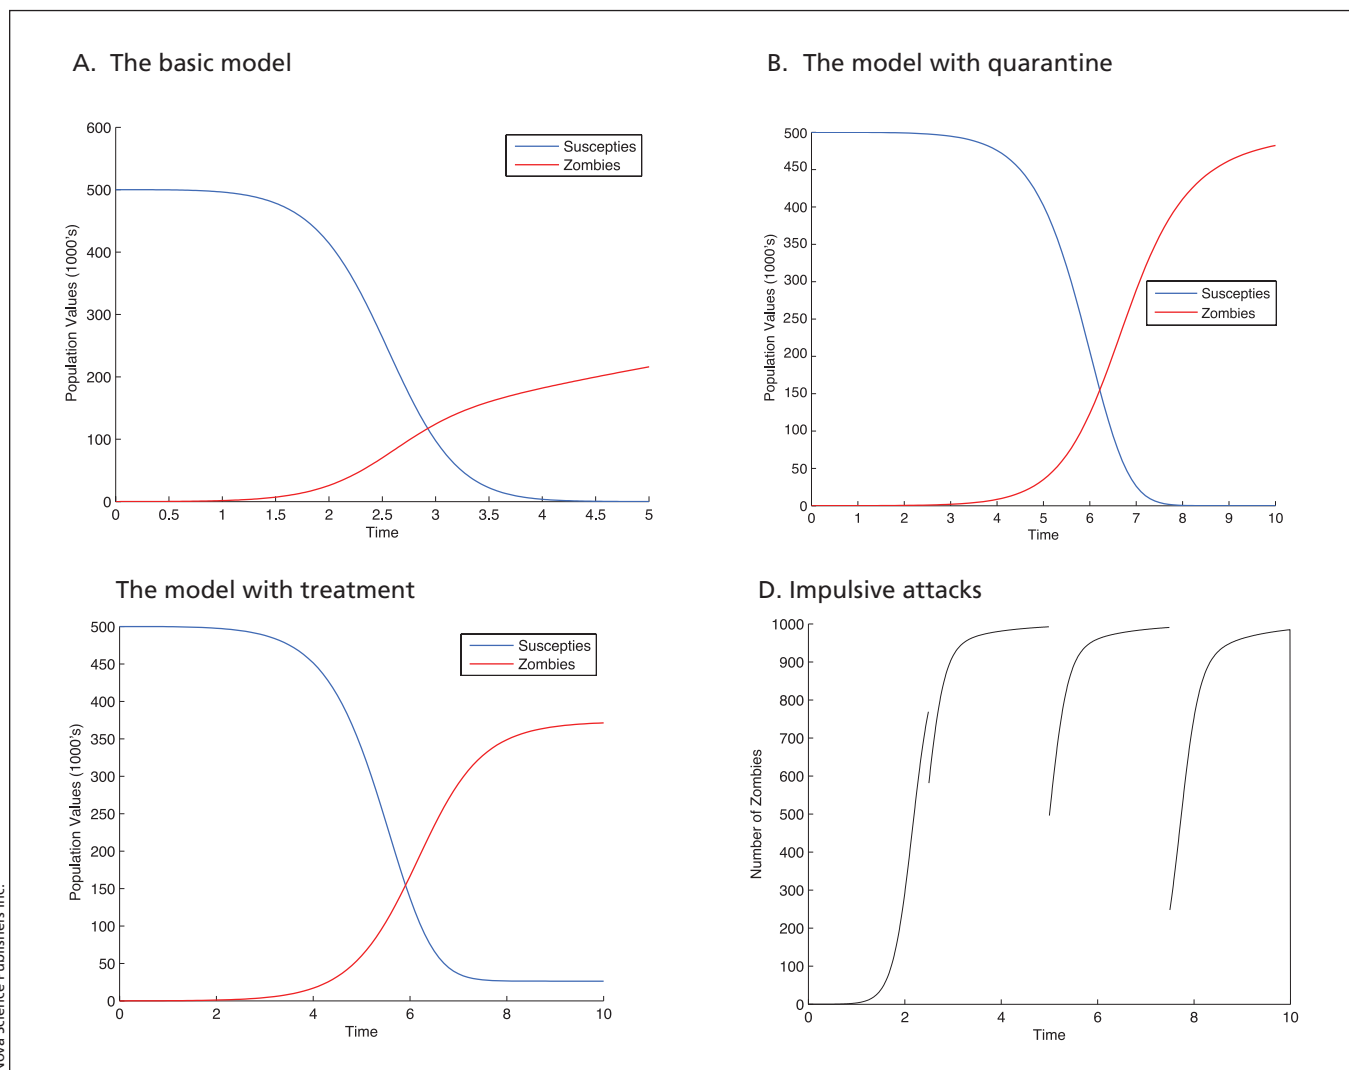 A. The basic model
600
500
400
300
200
100
0
Population Values (1000's)
Suscepties
Zombies
0 0.5 1 1.5 2 2.5 3 3.5 4 4.5 5
Time
B. The model with quarantine
500
450
400
350
300
250
200
150
100
50
0
Population Values (1000's)
Suscepties
Zombies
0 1 2 3 4 5 6 7 8 9 10
Time
The model with treatment
500
450
400
350
300
250
200
150
100
50
0
Population Values (1000's)
Suscepties
Zombies
0 2 4 6 8 10
Time
D. Impulsive attacks
1000
900
800
700
600
500
400
300
200
100
0
Number of Zombies
0 2 4 6 8 10
Time
Nova Science Publishers Inc.